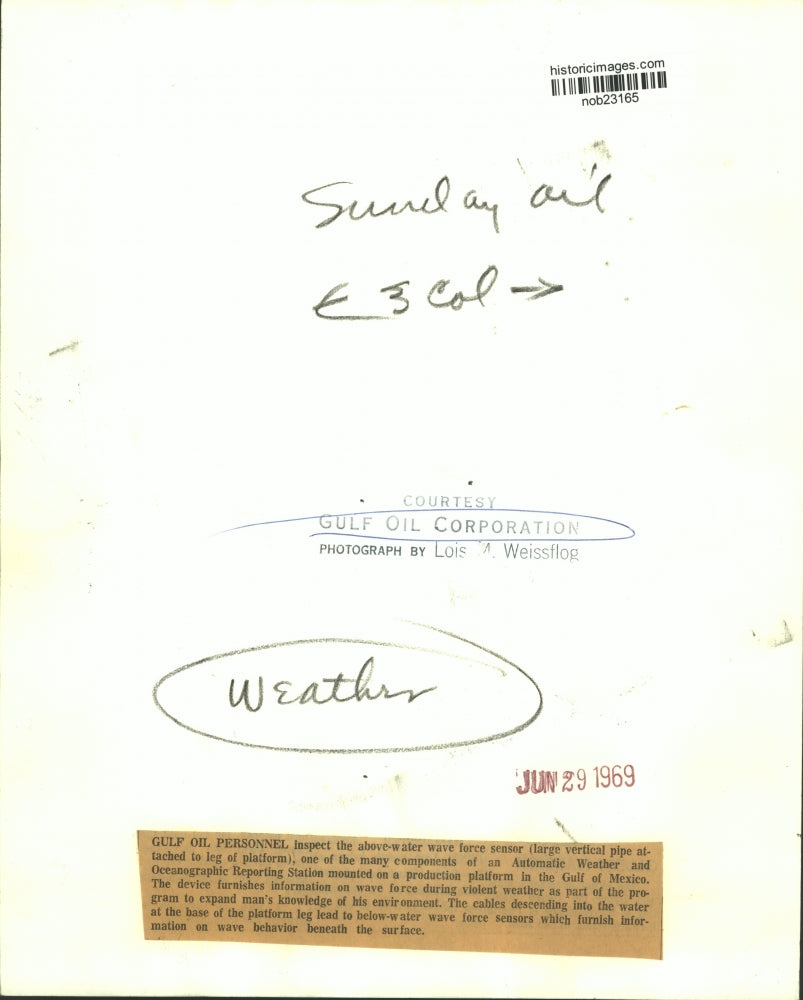 historicimages.com
nob23165
Sunday oil
← 3 Col →
COURTESY
GULF OIL CORPORATION
PHOTOGRAPH BY Lois M. Weissflog
Weather
JUN 29 1969
GULF OIL PERSONNEL inspect the above-water wave force sensor (large vertical pipe at-
tached to leg of platform), one of the many components of an Automatic Weather and
Oceanographic Reporting Station mounted on a production platform in the Gulf of Mexico.
The device furnishes information on wave force during violent weather as part of the pro-
gram to expand man's knowledge of his environment. The cables descending into the water
at the base of the platform leg lead to below-water wave force sensors which furnish infor-
mation on wave behavior beneath the surface.